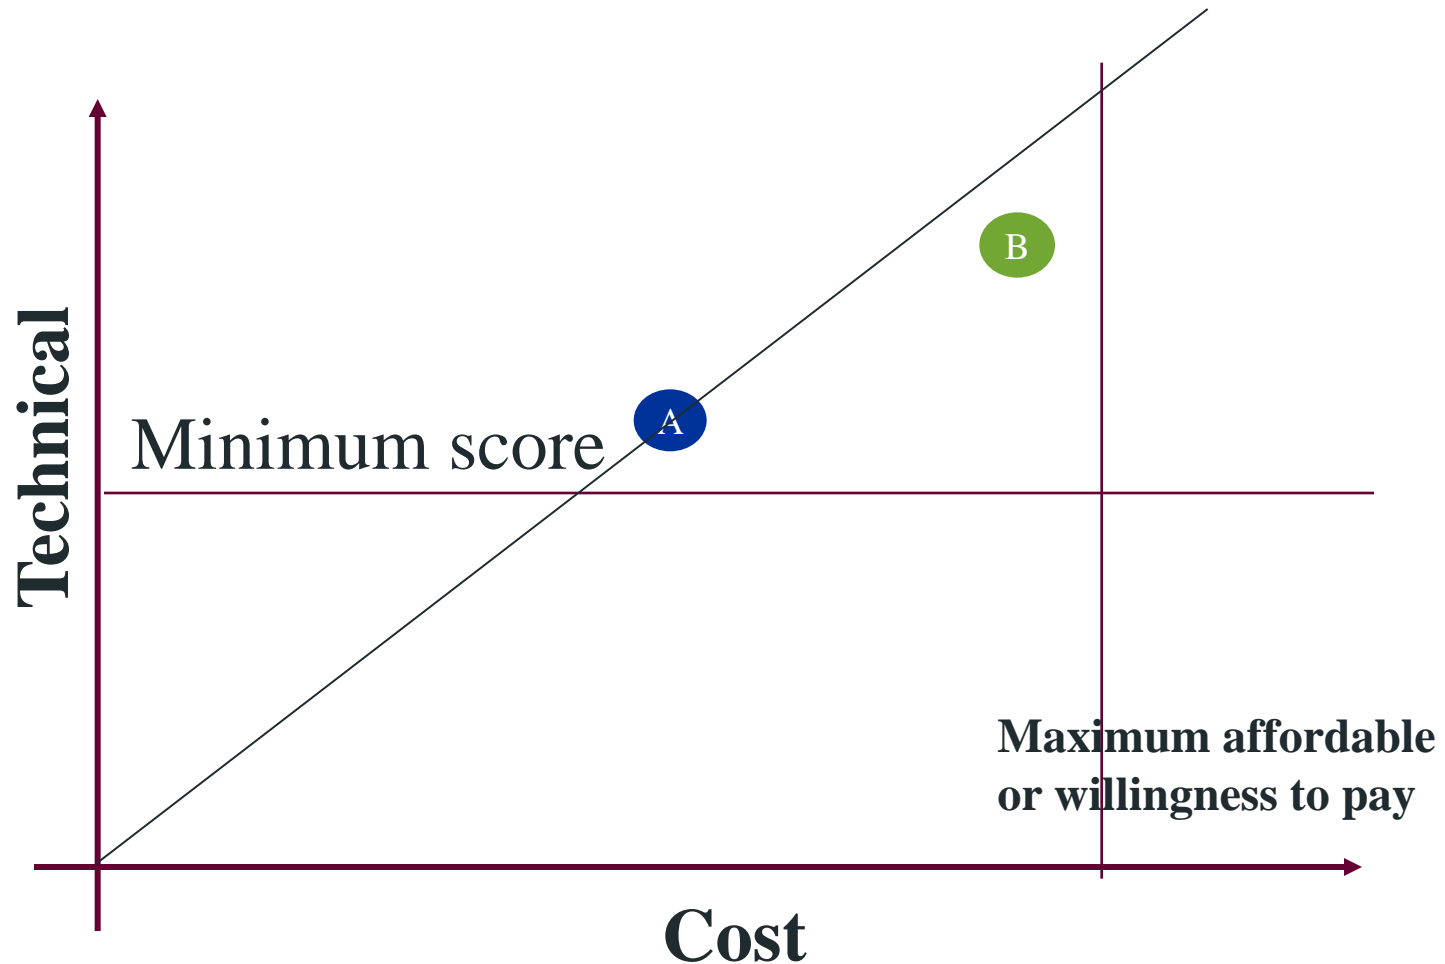 B
A
Minimum score
Technical
Maximum affordable
or willingness to pay
Cost